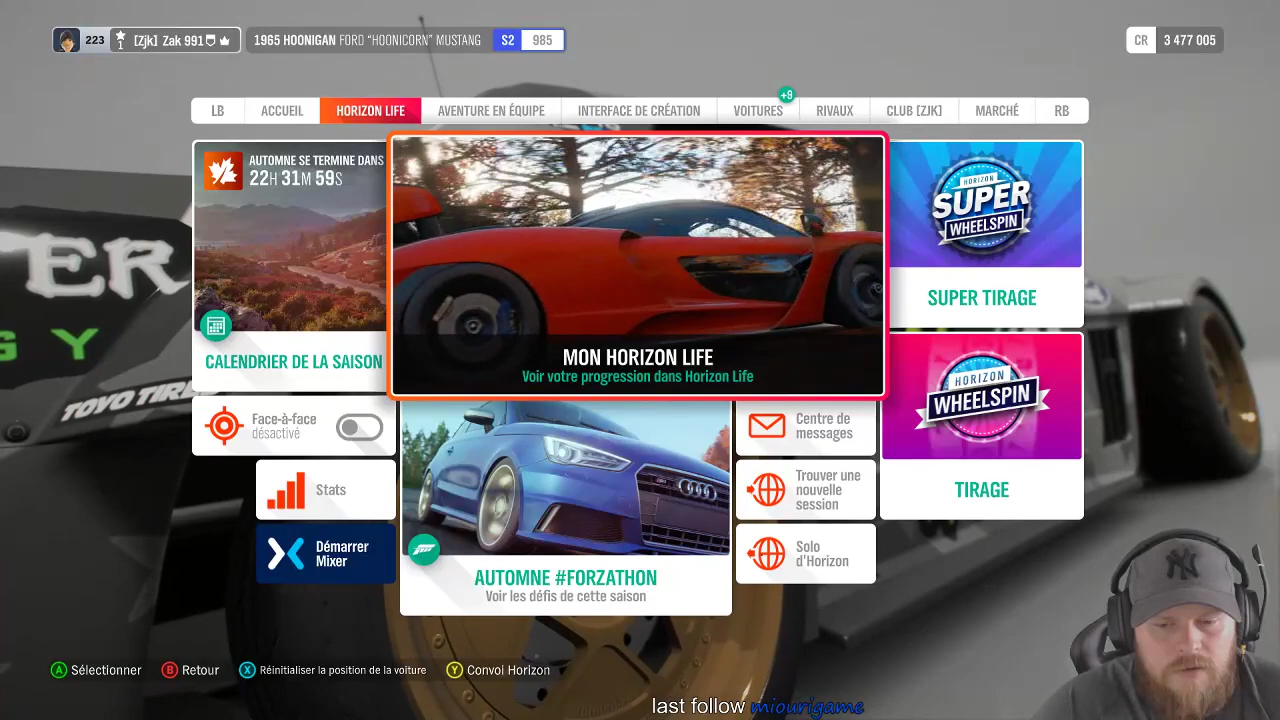 223 1 [Zjk] Zak 991
1965 HOONIGAN FORD "HOONICORN" MUSTANG S2 985
CR 3 477 005
+9
LB ACCUEIL HORIZON LIFE AVENTURE EN ÉQUIPE INTERFACE DE CRÉATION VOITURES RIVAUX CLUB [ZJK] MARCHÉ RB
AUTOMNE SE TERMINE DANS
22H 31M 59S
CALENDRIER DE LA SAISON
MON HORIZON LIFE
Voir votre progression dans Horizon Life
HORIZON
SUPER
WHEELSPIN
SUPER TIRAGE
HORIZON
WHEELSPIN
TIRAGE
Face-à-face
désactivé
Stats
Démarrer
Mixer
AUTOMNE #FORZATHON
Voir les défis de cette saison
Centre de
messages
Trouver une
nouvelle
session
Solo
d'Horizon
ER
G Y
TOYO TIRES
A Sélectionner B Retour X Réinitialiser la position de la voiture Y Convoi Horizon
last follow miourigame